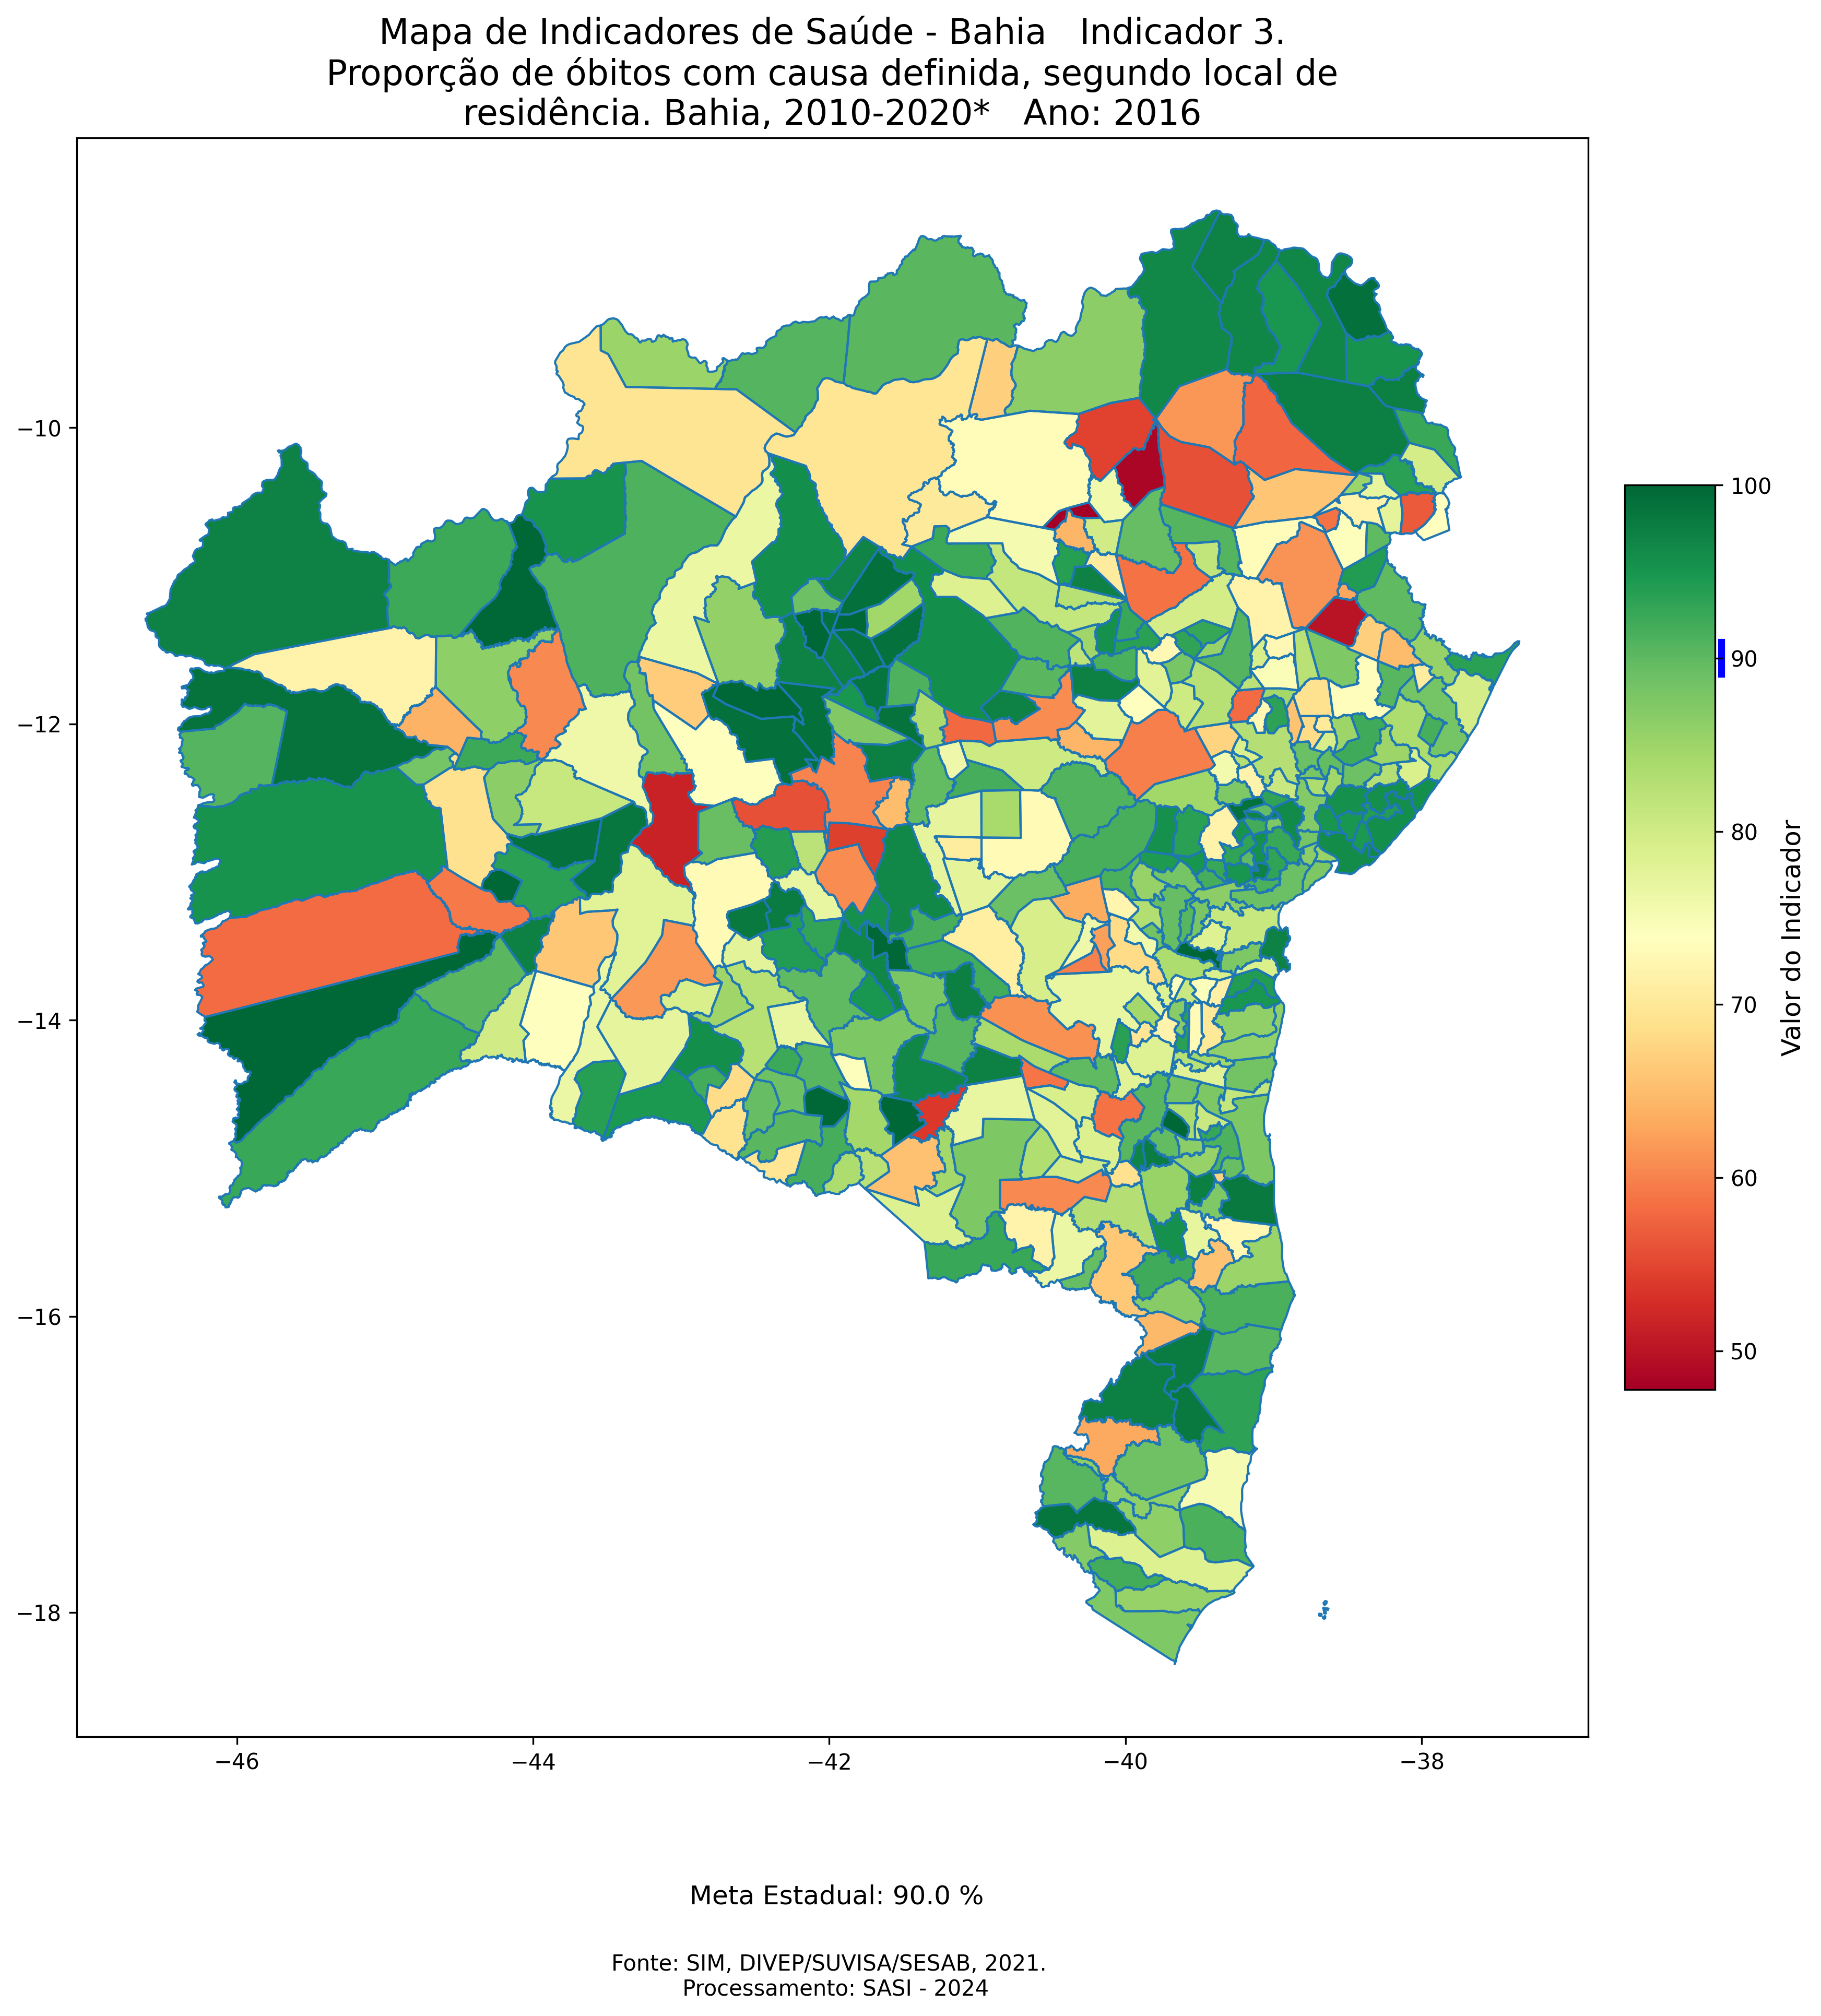 Mapa de Indicadores de Saúde - Bahia   Indicador 3.
Proporção de óbitos com causa definida, segundo local de
residência. Bahia, 2010-2020*   Ano: 2016
−10
−12
−14
−16
−18
−46
−44
−42
−40
−38
100
90
80
70
60
50
Valor do Indicador
Meta Estadual: 90.0 %
Fonte: SIM, DIVEP/SUVISA/SESAB, 2021.
Processamento: SASI - 2024